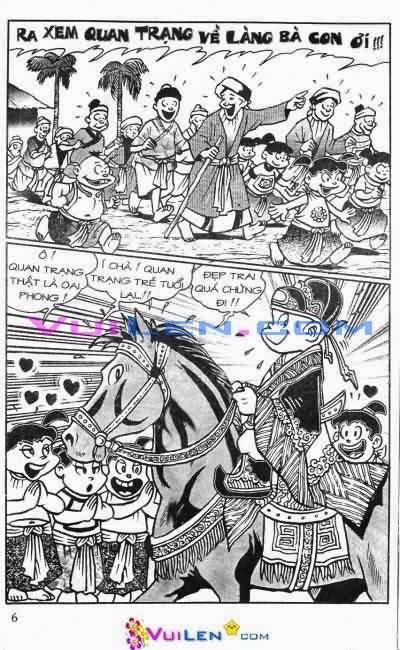 RA XEM QUAN TRẠNG VỀ LÀNG BÀ CON ƠI!!!
Ô!
QUAN TRẠNG
THẬT LÀ OAI
PHONG!
Í CHÀ! QUAN
TRẠNG TRẺ TUỔI
LẠI!!
ĐẸP TRAI
QUÁ CHỪNG
ĐI!!
VUILEN.COM
6
VUILEN.COM